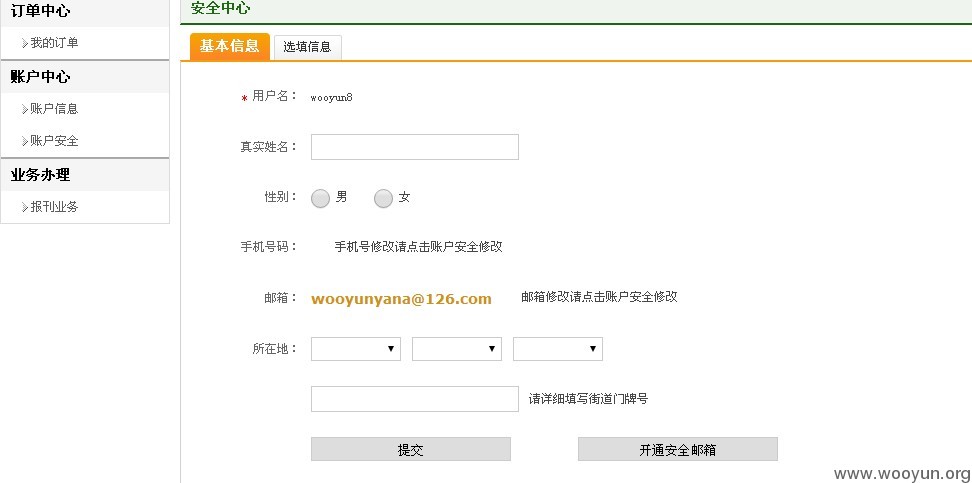 订单中心
我的订单
账户中心
账户信息
账户安全
业务办理
报刊业务
安全中心
基本信息 选填信息
* 用户名： wooyun8
真实姓名：
性别： 男 女
手机号码： 手机号修改请点击账户安全修改
邮箱： wooyunyana@126.com 邮箱修改请点击账户安全修改
所在地：
请详细填写街道门牌号
提交 开通安全邮箱
www.wooyun.org